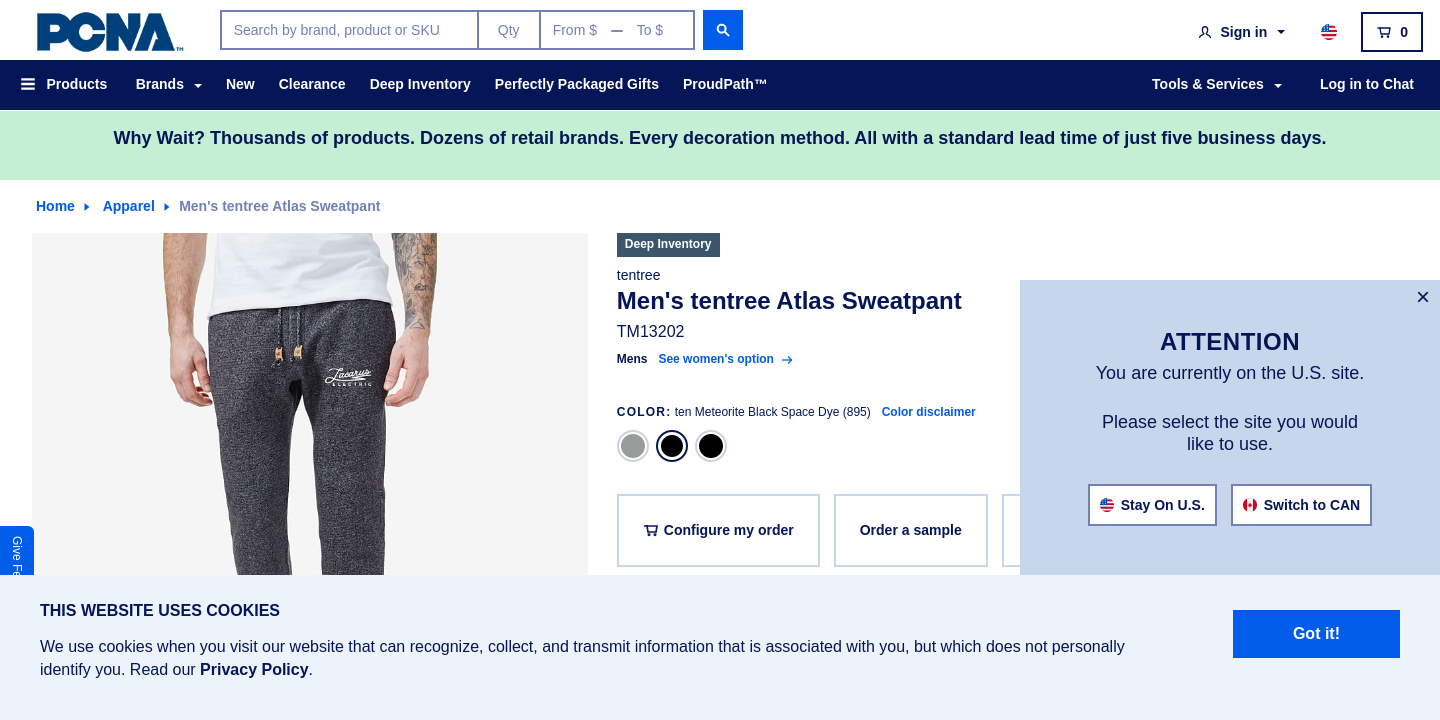 PCNA™
Search by brand, product or SKU
Qty
From $ — To $
Sign in
0
Products
Brands
New
Clearance
Deep Inventory
Perfectly Packaged Gifts
ProudPath™
Tools & Services
Log in to Chat
Why Wait? Thousands of products. Dozens of retail brands. Every decoration method. All with a standard lead time of just five business days.
Home
Apparel
Men's tentree Atlas Sweatpant
Deep Inventory
tentree
Men's tentree Atlas Sweatpant
TM13202
Mens See women's option →
COLOR: ten Meteorite Black Space Dye (895) Color disclaimer
Configure my order
Order a sample
Lazarus
ELECTRIC
×
ATTENTION
You are currently on the U.S. site.
Please select the site you would
like to use.
Stay On U.S.
Switch to CAN
Give
THIS WEBSITE USES COOKIES
We use cookies when you visit our website that can recognize, collect, and transmit information that is associated with you, but which does not personally
identify you. Read our Privacy Policy.
Got it!